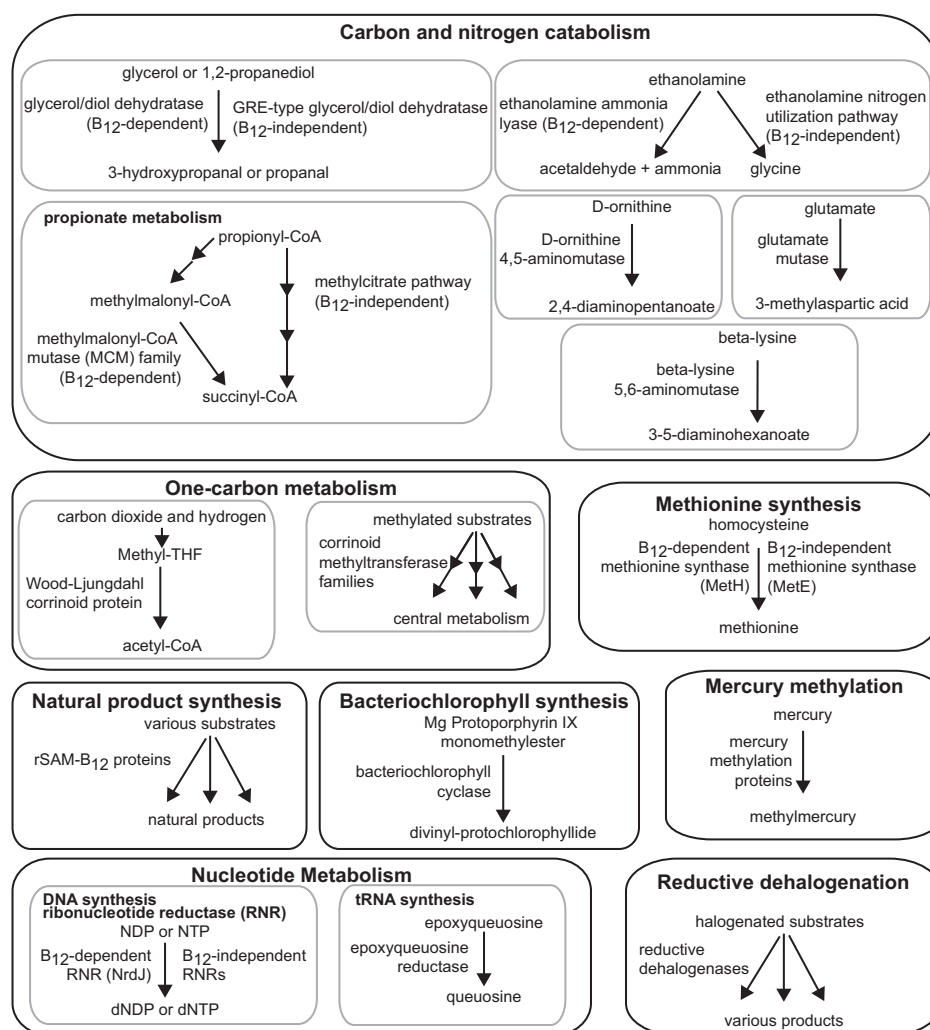 Carbon and nitrogen catabolism
glycerol or 1,2-propanediol
glycerol/diol dehydratase
(B12-dependent)
GRE-type glycerol/diol dehydratase
(B12-independent)
3-hydroxypropanal or propanal
ethanolamine
ethanolamine ammonia
lyase (B12-dependent)
ethanolamine nitrogen
utilization pathway
(B12-independent)
acetaldehyde + ammonia
glycine
propionate metabolism
propionyl-CoA
methylmalonyl-CoA
methylcitrate pathway
(B12-independent)
methylmalonyl-CoA
mutase (MCM) family
(B12-dependent)
succinyl-CoA
D-ornithine
D-ornithine
4,5-aminomutase
2,4-diaminopentanoate
glutamate
glutamate
mutase
3-methylaspartic acid
beta-lysine
beta-lysine
5,6-aminomutase
3-5-diaminohexanoate
One-carbon metabolism
carbon dioxide and hydrogen
Methyl-THF
Wood-Ljungdahl
corrinoid protein
acetyl-CoA
methylated substrates
corrinoid
methyltransferase
families
central metabolism
Methionine synthesis
homocysteine
B12-dependent
methionine synthase
(MetH)
B12-independent
methionine synthase
(MetE)
methionine
Natural product synthesis
various substrates
rSAM-B12 proteins
natural products
Bacteriochlorophyll synthesis
Mg Protoporphyrin IX
monomethylester
bacteriochlorophyll
cyclase
divinyl-protochlorophyllide
Mercury methylation
mercury
mercury
methylation
proteins
methylmercury
Nucleotide Metabolism
DNA synthesis
ribonucleotide reductase (RNR)
NDP or NTP
B12-dependent
RNR (NrdJ)
B12-independent
RNRs
dNDP or dNTP
tRNA synthesis
epoxyqueuosine
epoxyqueuosine
reductase
queuosine
Reductive dehalogenation
halogenated substrates
reductive
dehalogenases
various products